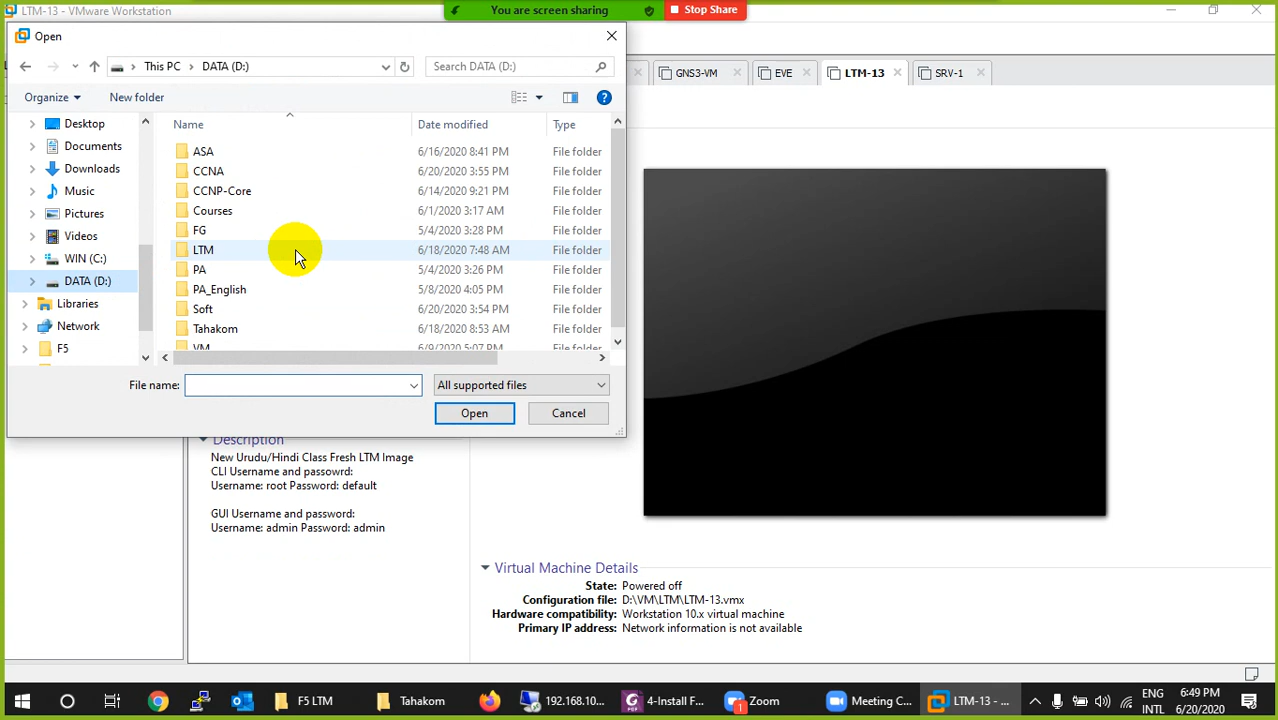 LTM-13 - VMware Workstation
You are screen sharing
Stop Share
Open
This PC > DATA (D:)
Search DATA (D:)
Organize
New folder
GNS3-VM
EVE
LTM-13
SRV-1
Name
Date modified
Type
Desktop
Documents
Downloads
Music
Pictures
Videos
WIN (C:)
DATA (D:)
Libraries
Network
F5
ASA 6/16/2020 8:41 PM File folder
CCNA 6/20/2020 3:55 PM File folder
CCNP-Core 6/14/2020 9:21 PM File folder
Courses 6/1/2020 3:17 AM File folder
FG 5/4/2020 3:28 PM File folder
LTM 6/18/2020 7:48 AM File folder
PA 5/4/2020 3:26 PM File folder
PA_English 5/8/2020 4:05 PM File folder
Soft 6/20/2020 3:54 PM File folder
Tahakom 6/18/2020 8:53 AM File folder
VM 6/9/2020 5:07 PM File folder
File name:
All supported files
Open
Cancel
Description
New Urudu/Hindi Class Fresh LTM Image
CLI Username and passowrd:
Username: root Password: default
GUI Username and password:
Username: admin Password: admin
Virtual Machine Details
State: Powered off
Configuration file: D:\VM\LTM\LTM-13.vmx
Hardware compatibility: Workstation 10.x virtual machine
Primary IP address: Network information is not available
F5 LTM
Tahakom
192.168.10...
4-Install F...
Zoom
1
Meeting C...
LTM-13 - ...
ENG
INTL
6:49 PM
6/20/2020